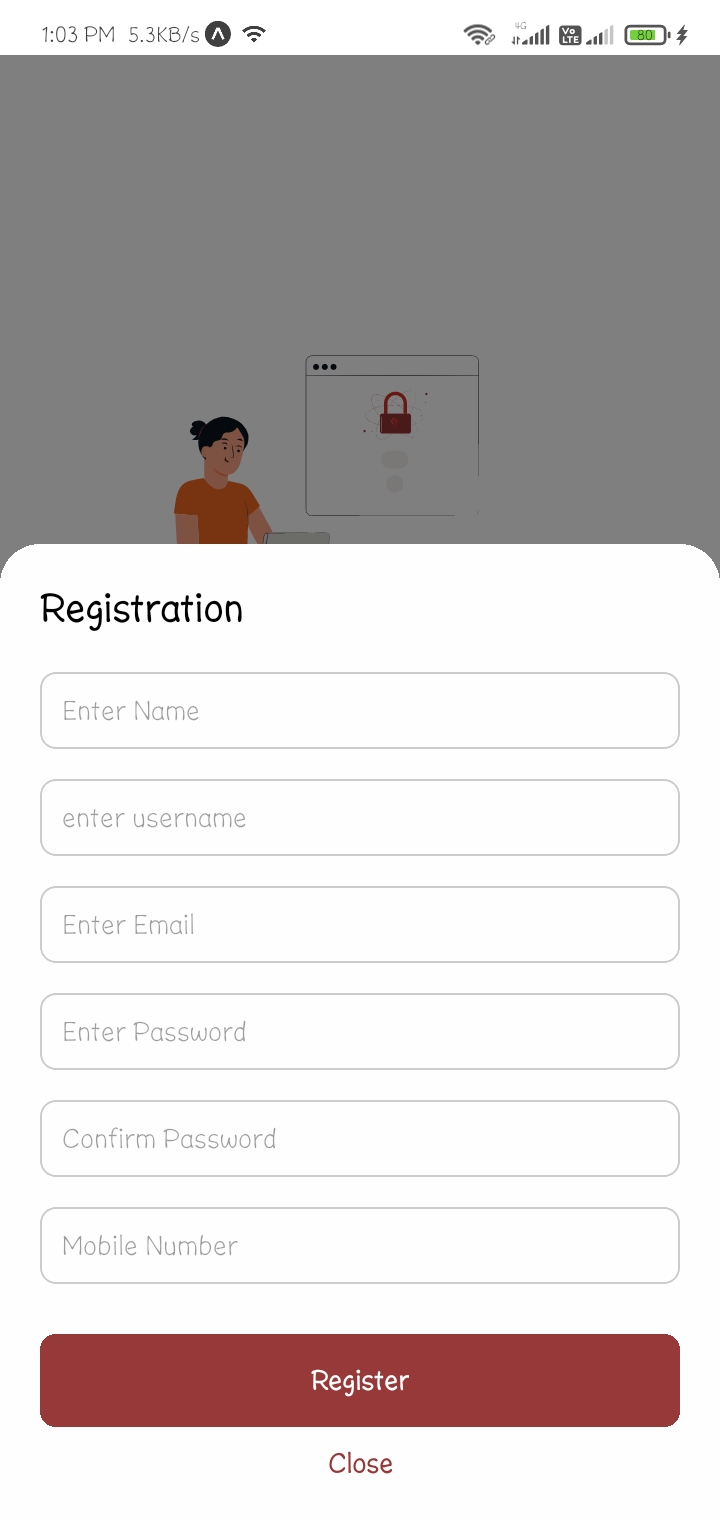 1:03 PM 5.3KB/s
4G
Vo
LTE
80
Registration
Enter Name
enter username
Enter Email
Enter Password
Confirm Password
Mobile Number
Register
Close